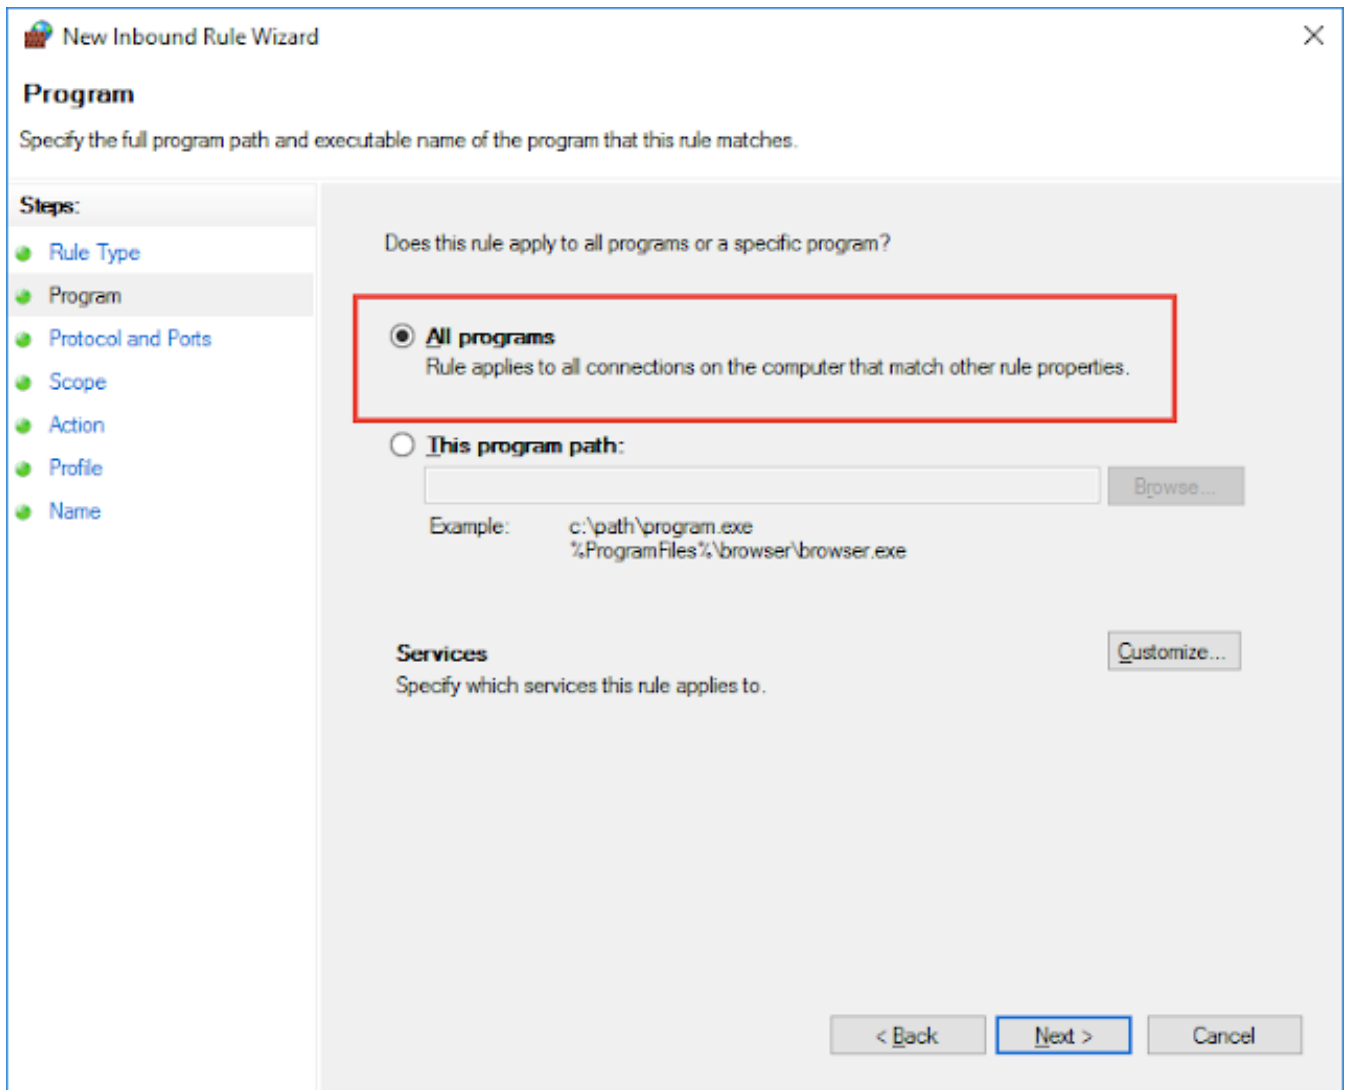 New Inbound Rule Wizard
Program
Specify the full program path and executable name of the program that this rule matches.
Steps:
Rule Type
Program
Protocol and Ports
Scope
Action
Profile
Name
Does this rule apply to all programs or a specific program?
All programs
Rule applies to all connections on the computer that match other rule properties.
This program path:
Browse...
Example: c:\path\program.exe
%ProgramFiles%\browser\browser.exe
Services
Customize...
Specify which services this rule applies to.
< Back Next > Cancel